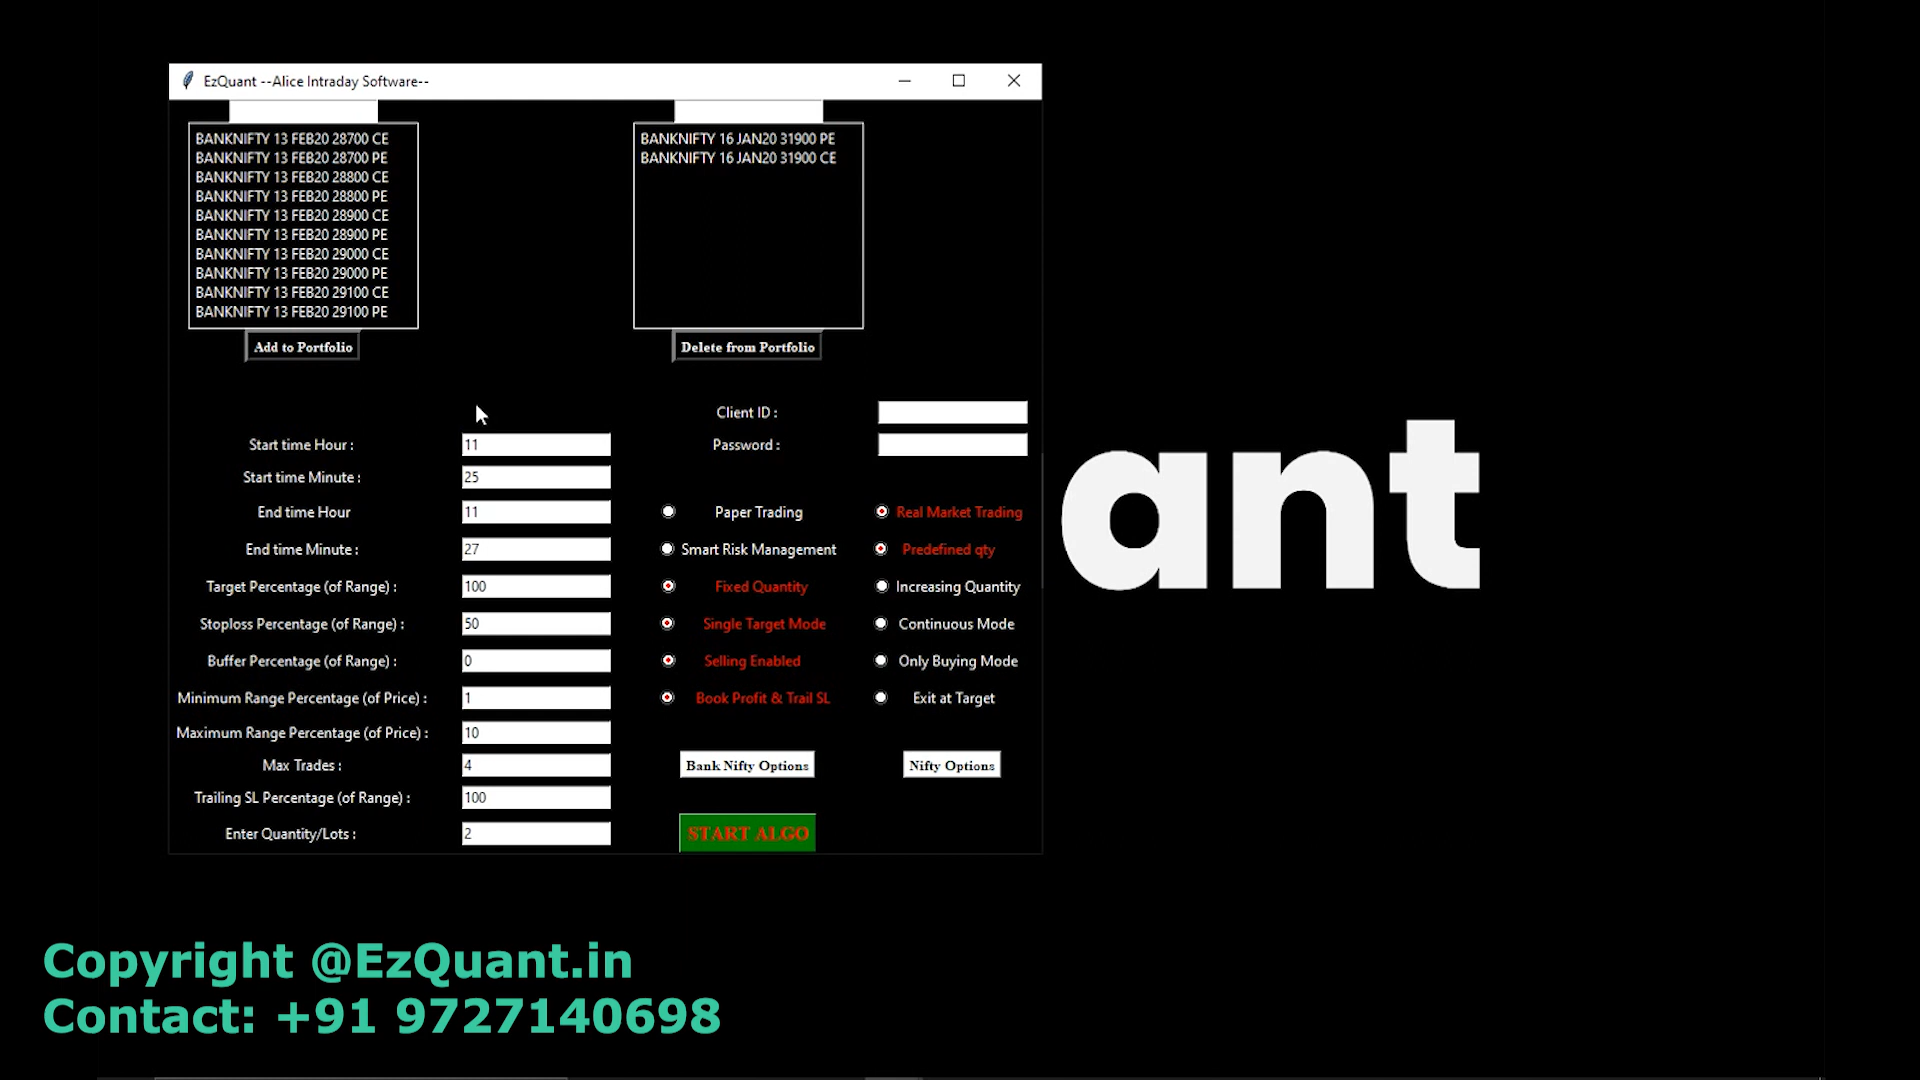 EzQuant --Alice Intraday Software--
BANKNIFTY 13 FEB20 28700 CE
BANKNIFTY 13 FEB20 28700 PE
BANKNIFTY 13 FEB20 28800 CE
BANKNIFTY 13 FEB20 28800 PE
BANKNIFTY 13 FEB20 28900 CE
BANKNIFTY 13 FEB20 28900 PE
BANKNIFTY 13 FEB20 29000 CE
BANKNIFTY 13 FEB20 29000 PE
BANKNIFTY 13 FEB20 29100 CE
BANKNIFTY 13 FEB20 29100 PE
Add to Portfolio
BANKNIFTY 16 JAN20 31900 PE
BANKNIFTY 16 JAN20 31900 CE
Delete from Portfolio
Start time Hour : 11
Start time Minute : 25
End time Hour 11
End time Minute : 27
Target Percentage (of Range) : 100
Stoploss Percentage (of Range) : 50
Buffer Percentage (of Range) : 0
Minimum Range Percentage (of Price) : 1
Maximum Range Percentage (of Price) : 10
Max Trades : 4
Trailing SL Percentage (of Range) : 100
Enter Quantity/Lots : 2
Client ID :
Password :
Paper Trading Real Market Trading
Smart Risk Management Predefined qty
Fixed Quantity Increasing Quantity
Single Target Mode Continuous Mode
Selling Enabled Only Buying Mode
Book Profit & Trail SL Exit at Target
Bank Nifty Options Nifty Options
START ALGO
ant
Copyright @EzQuant.in
Contact: +91 9727140698